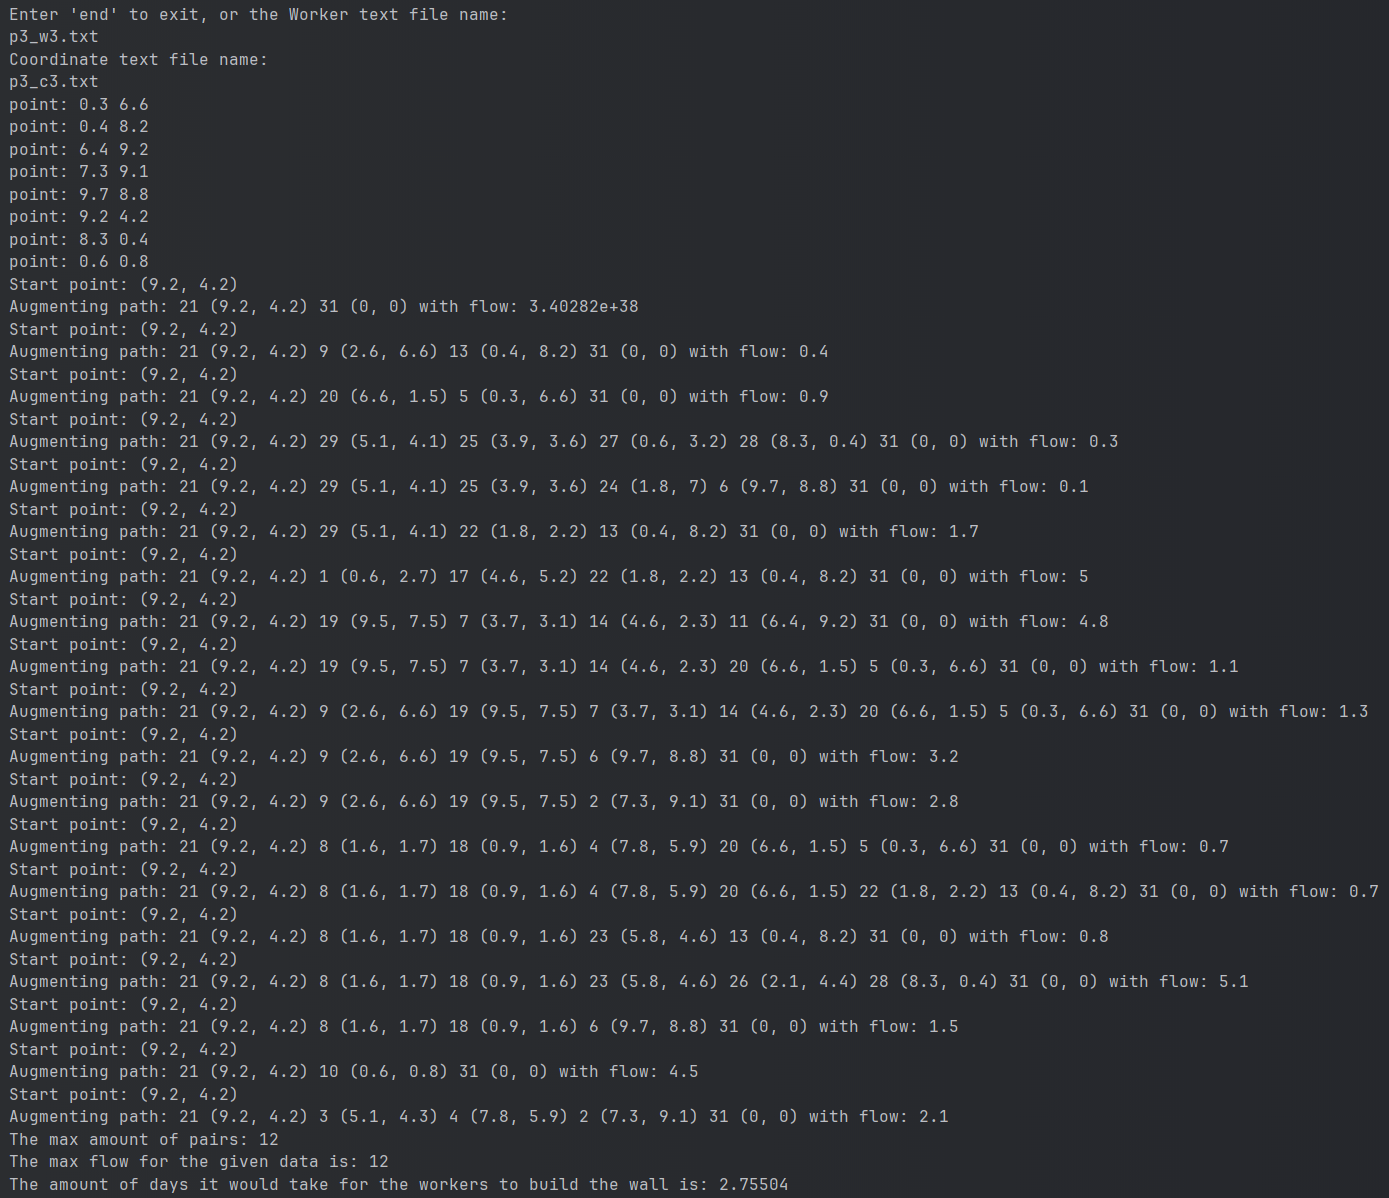 Enter 'end' to exit, or the Worker text file name:
p3_w3.txt
Coordinate text file name:
p3_c3.txt
point: 0.3 6.6
point: 0.4 8.2
point: 6.4 9.2
point: 7.3 9.1
point: 9.7 8.8
point: 9.2 4.2
point: 8.3 0.4
point: 0.6 0.8
Start point: (9.2, 4.2)
Augmenting path: 21 (9.2, 4.2) 31 (0, 0) with flow: 3.40282e+38
Start point: (9.2, 4.2)
Augmenting path: 21 (9.2, 4.2) 9 (2.6, 6.6) 13 (0.4, 8.2) 31 (0, 0) with flow: 0.4
Start point: (9.2, 4.2)
Augmenting path: 21 (9.2, 4.2) 20 (6.6, 1.5) 5 (0.3, 6.6) 31 (0, 0) with flow: 0.9
Start point: (9.2, 4.2)
Augmenting path: 21 (9.2, 4.2) 29 (5.1, 4.1) 25 (3.9, 3.6) 27 (0.6, 3.2) 28 (8.3, 0.4) 31 (0, 0) with flow: 0.3
Start point: (9.2, 4.2)
Augmenting path: 21 (9.2, 4.2) 29 (5.1, 4.1) 25 (3.9, 3.6) 24 (1.8, 7) 6 (9.7, 8.8) 31 (0, 0) with flow: 0.1
Start point: (9.2, 4.2)
Augmenting path: 21 (9.2, 4.2) 29 (5.1, 4.1) 22 (1.8, 2.2) 13 (0.4, 8.2) 31 (0, 0) with flow: 1.7
Start point: (9.2, 4.2)
Augmenting path: 21 (9.2, 4.2) 1 (0.6, 2.7) 17 (4.6, 5.2) 22 (1.8, 2.2) 13 (0.4, 8.2) 31 (0, 0) with flow: 5
Start point: (9.2, 4.2)
Augmenting path: 21 (9.2, 4.2) 19 (9.5, 7.5) 7 (3.7, 3.1) 14 (4.6, 2.3) 11 (6.4, 9.2) 31 (0, 0) with flow: 4.8
Start point: (9.2, 4.2)
Augmenting path: 21 (9.2, 4.2) 19 (9.5, 7.5) 7 (3.7, 3.1) 14 (4.6, 2.3) 20 (6.6, 1.5) 5 (0.3, 6.6) 31 (0, 0) with flow: 1.1
Start point: (9.2, 4.2)
Augmenting path: 21 (9.2, 4.2) 9 (2.6, 6.6) 19 (9.5, 7.5) 7 (3.7, 3.1) 14 (4.6, 2.3) 20 (6.6, 1.5) 5 (0.3, 6.6) 31 (0, 0) with flow: 1.3
Start point: (9.2, 4.2)
Augmenting path: 21 (9.2, 4.2) 9 (2.6, 6.6) 19 (9.5, 7.5) 6 (9.7, 8.8) 31 (0, 0) with flow: 3.2
Start point: (9.2, 4.2)
Augmenting path: 21 (9.2, 4.2) 9 (2.6, 6.6) 19 (9.5, 7.5) 2 (7.3, 9.1) 31 (0, 0) with flow: 2.8
Start point: (9.2, 4.2)
Augmenting path: 21 (9.2, 4.2) 8 (1.6, 1.7) 18 (0.9, 1.6) 4 (7.8, 5.9) 20 (6.6, 1.5) 5 (0.3, 6.6) 31 (0, 0) with flow: 0.7
Start point: (9.2, 4.2)
Augmenting path: 21 (9.2, 4.2) 8 (1.6, 1.7) 18 (0.9, 1.6) 4 (7.8, 5.9) 20 (6.6, 1.5) 22 (1.8, 2.2) 13 (0.4, 8.2) 31 (0, 0) with flow: 0.7
Start point: (9.2, 4.2)
Augmenting path: 21 (9.2, 4.2) 8 (1.6, 1.7) 18 (0.9, 1.6) 23 (5.8, 4.6) 13 (0.4, 8.2) 31 (0, 0) with flow: 0.8
Start point: (9.2, 4.2)
Augmenting path: 21 (9.2, 4.2) 8 (1.6, 1.7) 18 (0.9, 1.6) 23 (5.8, 4.6) 26 (2.1, 4.4) 28 (8.3, 0.4) 31 (0, 0) with flow: 5.1
Start point: (9.2, 4.2)
Augmenting path: 21 (9.2, 4.2) 8 (1.6, 1.7) 18 (0.9, 1.6) 6 (9.7, 8.8) 31 (0, 0) with flow: 1.5
Start point: (9.2, 4.2)
Augmenting path: 21 (9.2, 4.2) 10 (0.6, 0.8) 31 (0, 0) with flow: 4.5
Start point: (9.2, 4.2)
Augmenting path: 21 (9.2, 4.2) 3 (5.1, 4.3) 4 (7.8, 5.9) 2 (7.3, 9.1) 31 (0, 0) with flow: 2.1
The max amount of pairs: 12
The max flow for the given data is: 12
The amount of days it would take for the workers to build the wall is: 2.75504